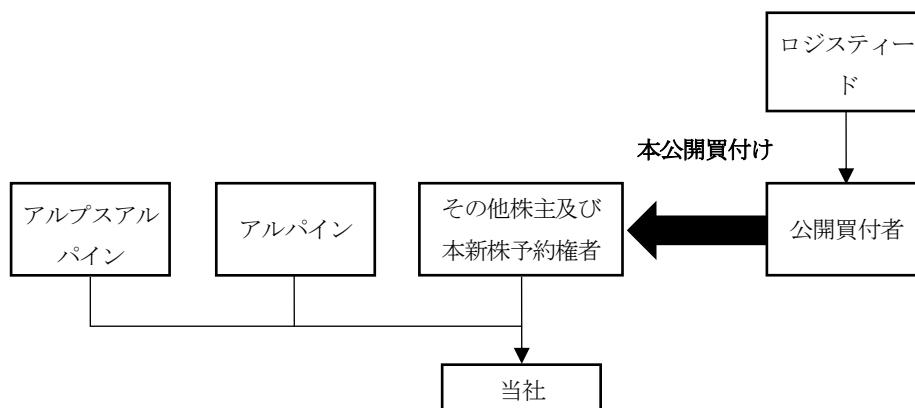 ロジスティー
ド
本公開買付け
アルプスアル
パイン
アルパイン
その他株主及び
本新株予約権者
公開買付者
当社